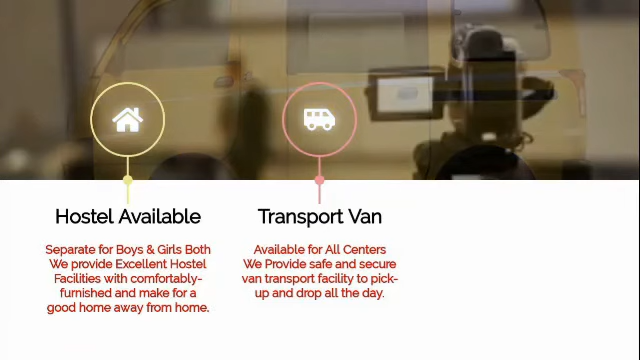 Hostel Available
Separate for Boys & Girls Both
We provide Excellent Hostel
Facilities with comfortably-
furnished and make for a
good home away from home.
Transport Van
Available for All Centers
We Provide safe and secure
van transport facility to pick-
up and drop all the day.